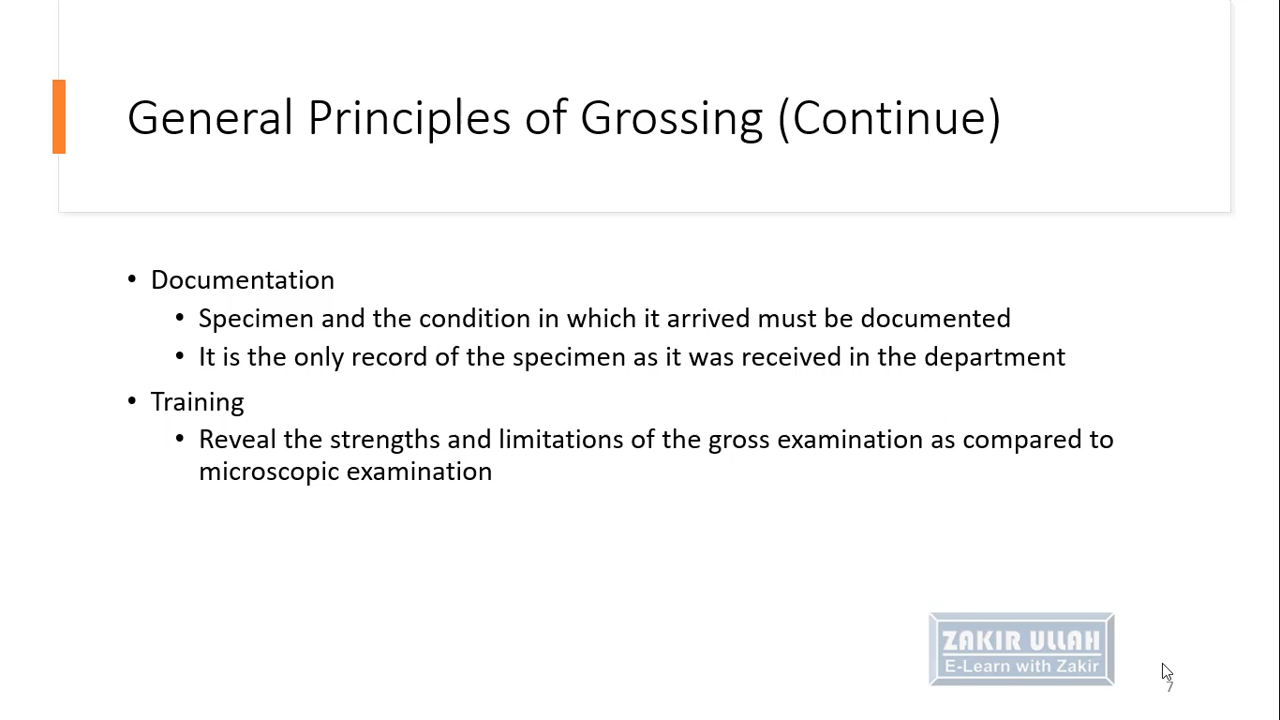 General Principles of Grossing (Continue)
• Documentation
• Specimen and the condition in which it arrived must be documented
• It is the only record of the specimen as it was received in the department
• Training
• Reveal the strengths and limitations of the gross examination as compared to
microscopic examination
ZAKIR ULLAH
E-Learn with Zakir
7